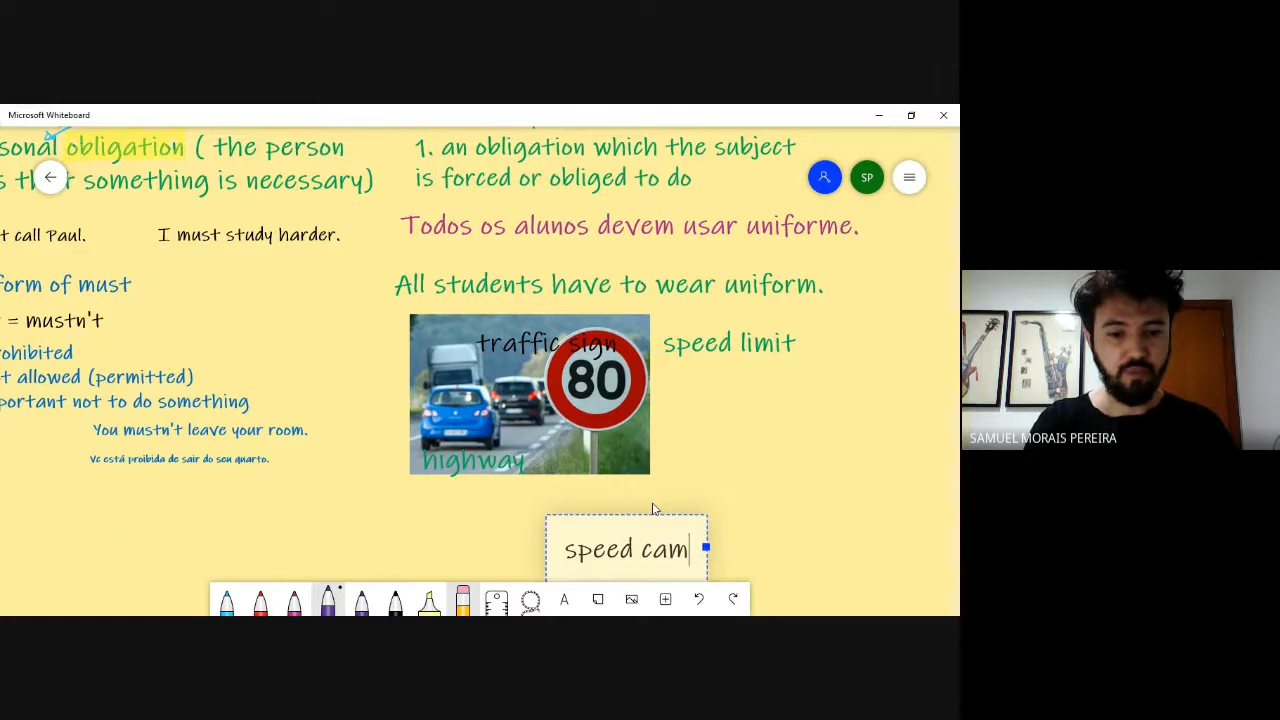 Microsoft Whiteboard
sonal obligation ( the person
s th t something is necessary)
t call Paul.
I must study harder.
form of must
= mustn't
rohibited
t allowed (permitted)
portant not to do something
You mustn't leave your room.
Vc está proibida de sair do seu quarto.
1. an obligation which the subject
is forced or obliged to do
SP
Todos os alunos devem usar uniforme.
All students have to wear uniform.
traffic sign
speed limit
80
highway
speed cam
A
SAMUEL MORAIS PEREIRA